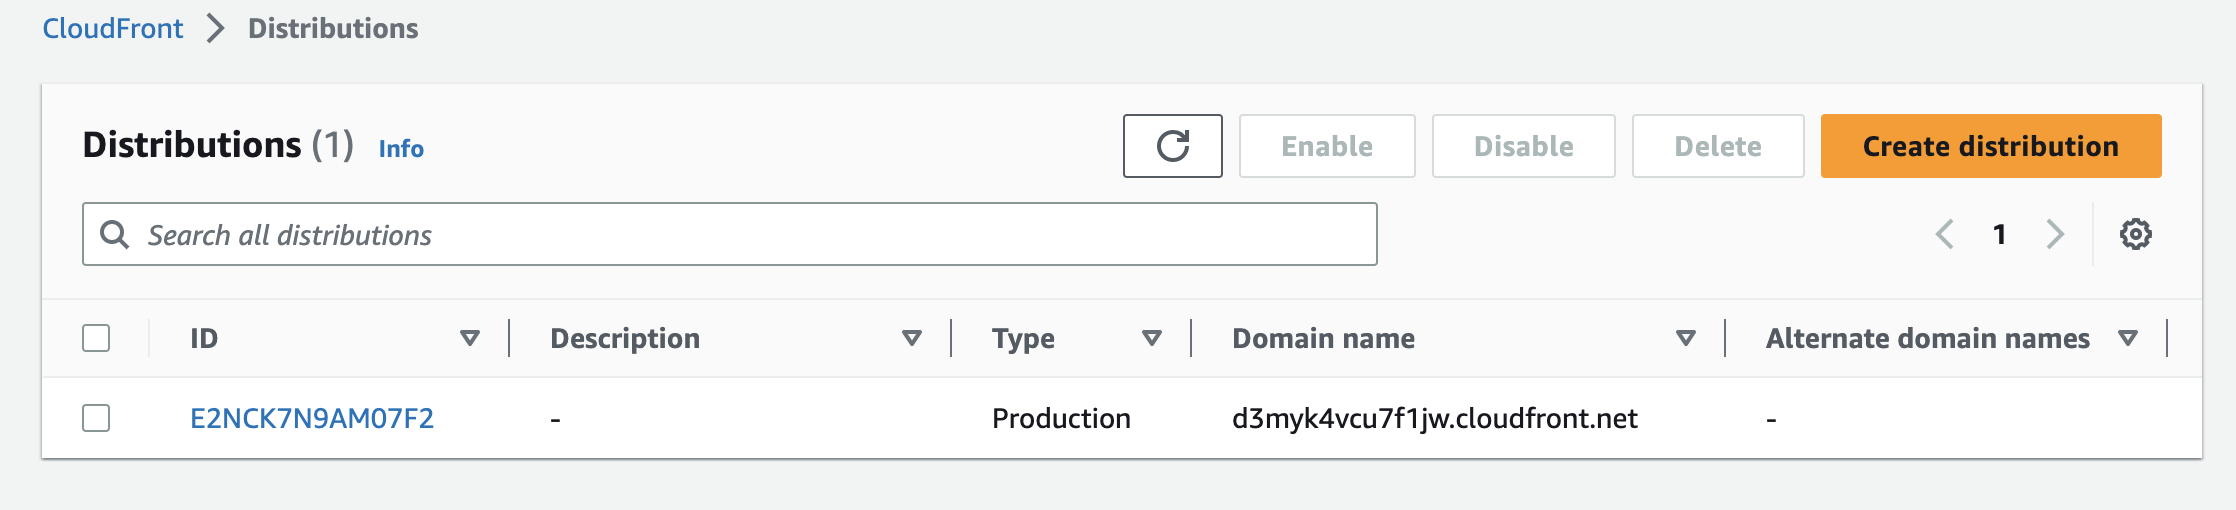 CloudFront > Distributions
Distributions (1) Info
Enable Disable Delete Create distribution
Search all distributions
1
ID Description Type Domain name Alternate domain names
E2NCK7N9AM07F2 - Production d3myk4vcu7f1jw.cloudfront.net -